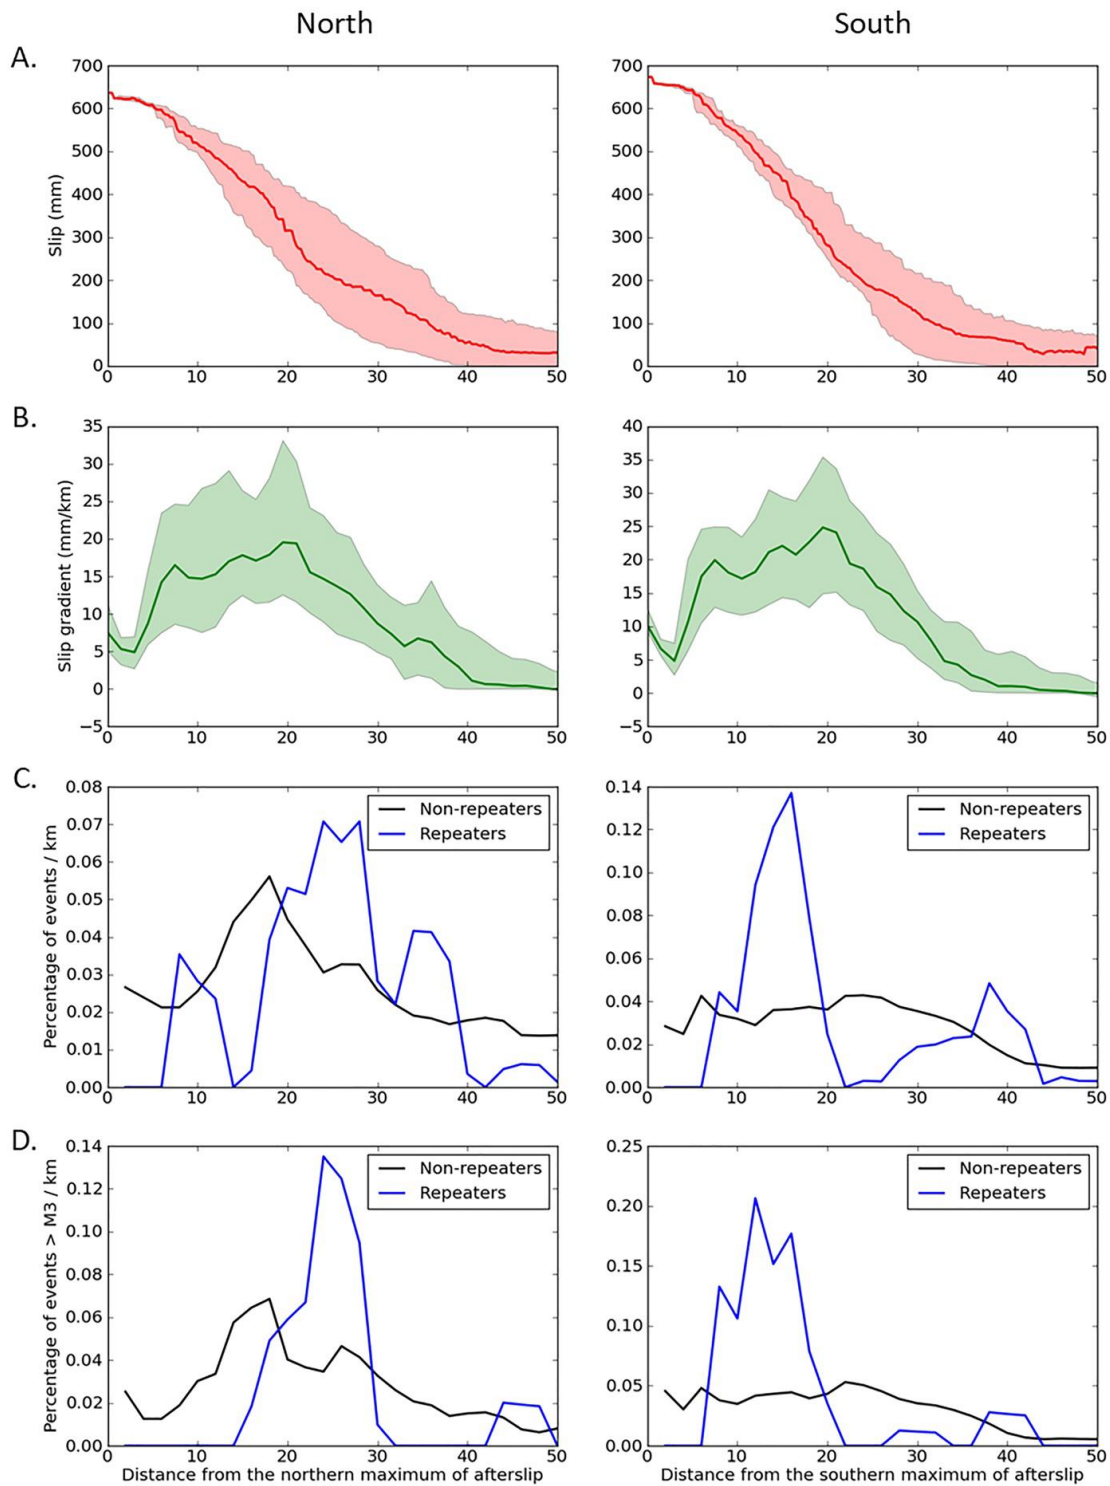 North
South
A.
Slip (mm)
700
600
500
400
300
200
100
0
0 10 20 30 40 50
700
600
500
400
300
200
100
0
0 10 20 30 40 50
B.
Slip gradient (mm/km)
35
30
25
20
15
10
5
0
−5
0 10 20 30 40 50
40
35
30
25
20
15
10
5
0
−5
0 10 20 30 40 50
C.
Percentage of events / km
0.08
0.07
0.06
0.05
0.04
0.03
0.02
0.01
0.00
0 10 20 30 40 50
Non-repeaters
Repeaters
0.14
0.12
0.10
0.08
0.06
0.04
0.02
0.00
0 10 20 30 40 50
Non-repeaters
Repeaters
D.
Percentage of events > M3 / km
0.14
0.12
0.10
0.08
0.06
0.04
0.02
0.00
0 10 20 30 40 50
Non-repeaters
Repeaters
Distance from the northern maximum of afterslip
0.25
0.20
0.15
0.10
0.05
0.00
0 10 20 30 40 50
Non-repeaters
Repeaters
Distance from the southern maximum of afterslip